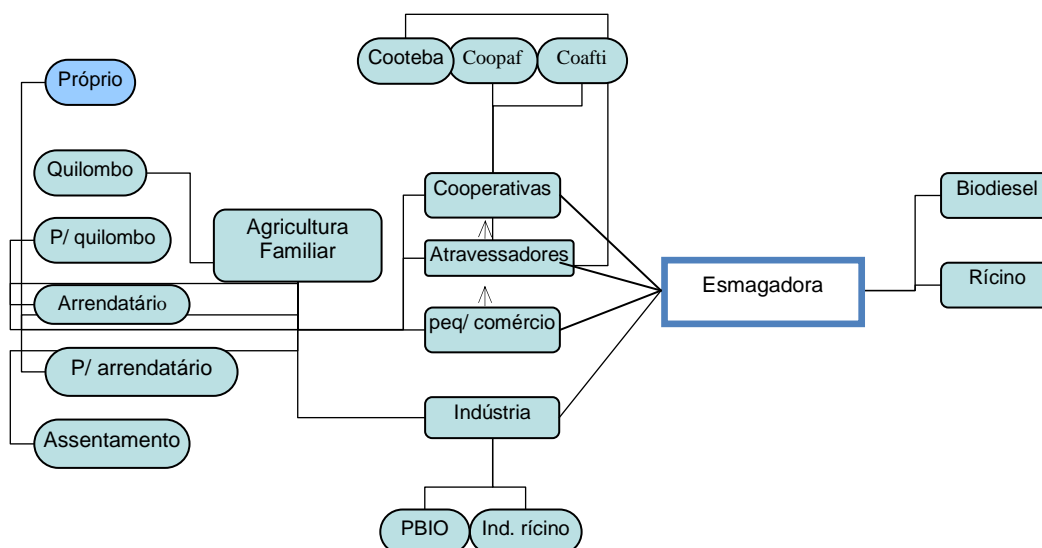 Cooteba
Coopaf
Coafti
Próprio
Quilombo
Cooperativas
Biodiesel
P/ quilombo
Agricultura
Familiar
Atravessadores
Esmagadora
Rícino
Arrendatário
peq/ comércio
P/ arrendatário
Indústria
Assentamento
PBIO
Ind. rícino